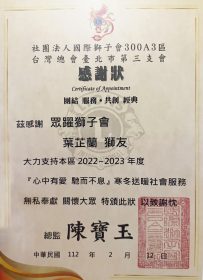 社團法人國際獅子會300A3區
台灣總會臺北市第三支會
感謝狀
Certificate of Appointment
團結 服務·共創 經典
茲感謝 眾躍獅子會
葉芷蘭 獅友
大力支持本區 2022~2023 年度
『心中有愛 馳而不息』寒冬送暖社會服務
無私奉獻 關懷大眾 特頒此狀 以致謝忱
總監 陳寶玉
中華民國 112 年 2 月 12 日